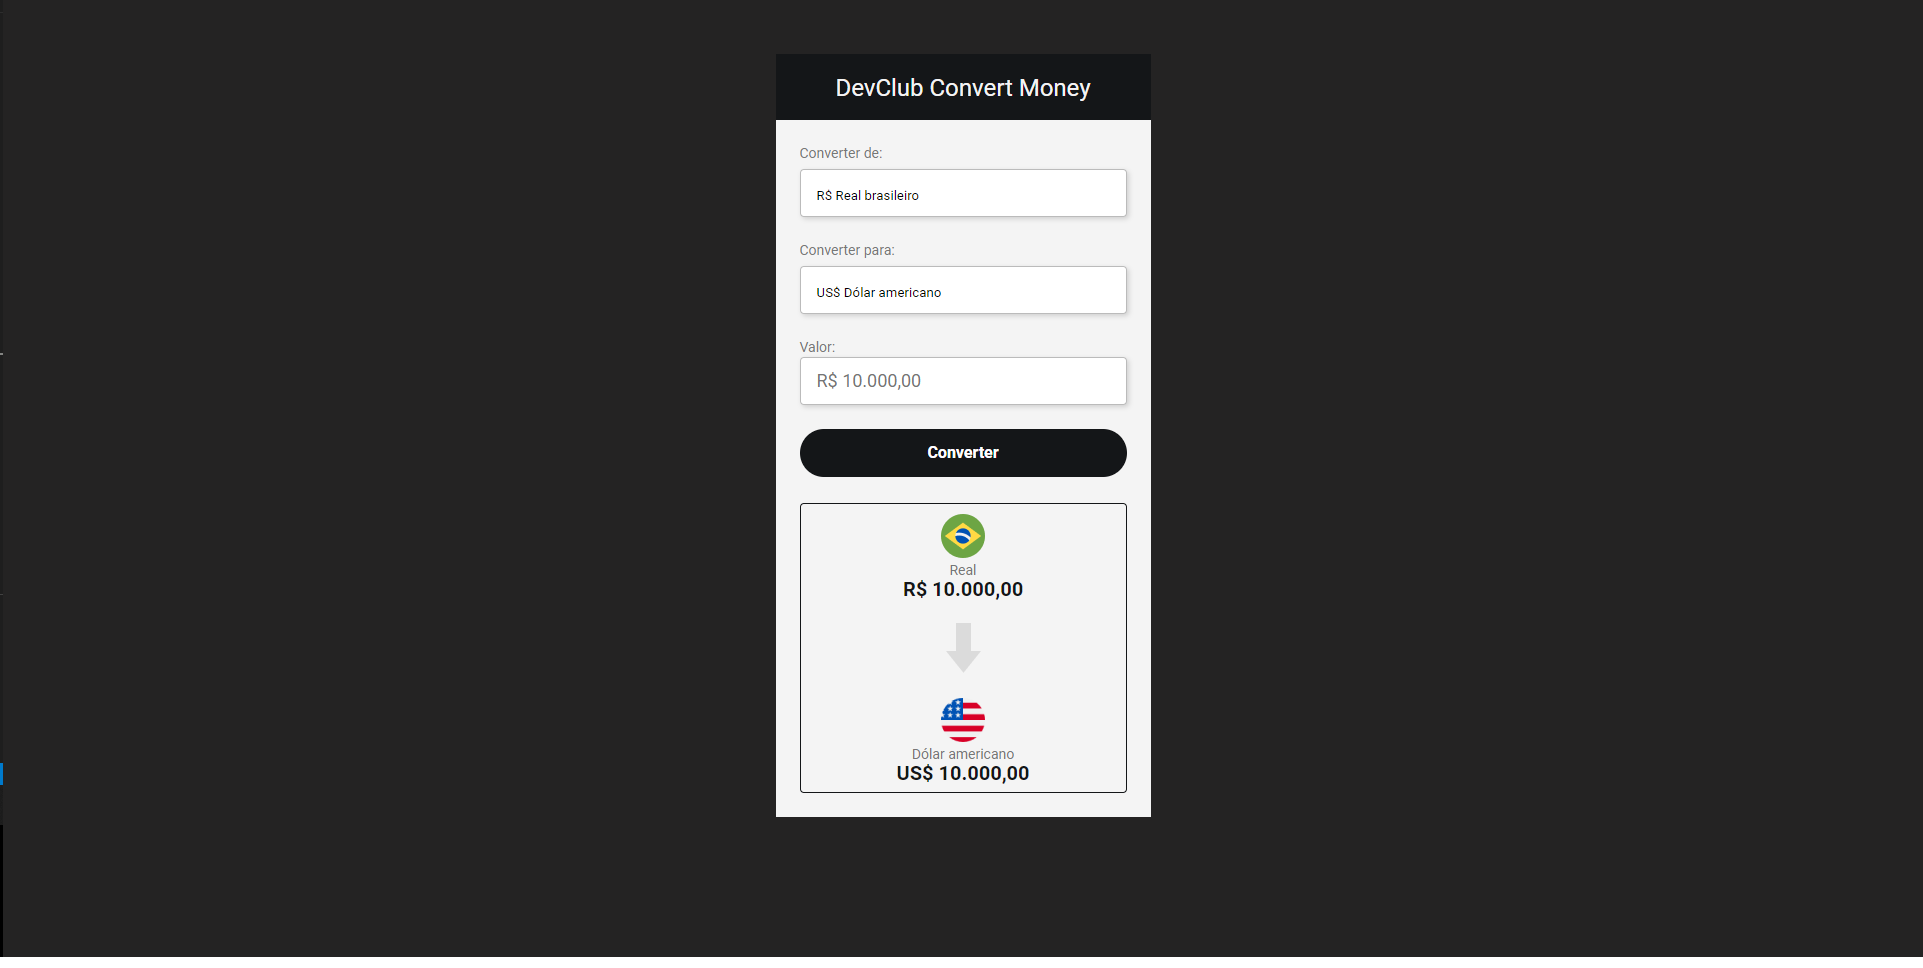 DevClub Convert Money
Converter de:
R$ Real brasileiro
Converter para:
US$ Dólar americano
Valor:
R$ 10.000,00
Converter
Real
R$ 10.000,00
Dólar americano
US$ 10.000,00